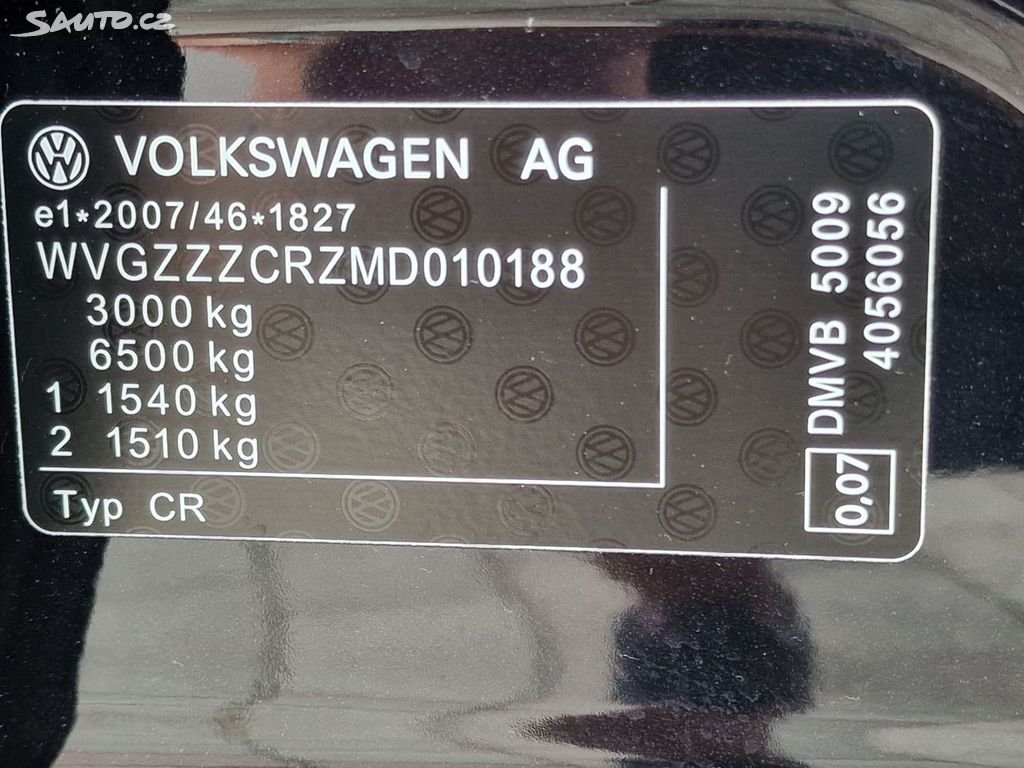 SAUTO.CZ
VOLKSWAGEN AG
e1*2007/46*1827
WVGZZZCRZMD010188
3000 kg
6500 kg
1 1540 kg
2 1510 kg
Typ CR
DMVB 5009
4056056
0,07